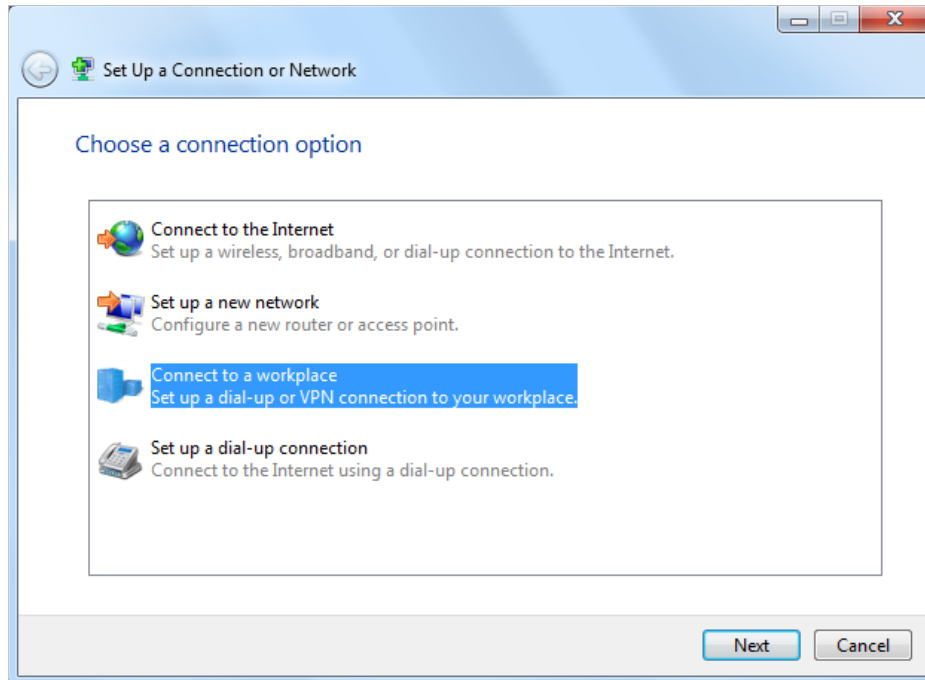 Set Up a Connection or Network
Choose a connection option
Connect to the Internet
Set up a wireless, broadband, or dial-up connection to the Internet.
Set up a new network
Configure a new router or access point.
Connect to a workplace
Set up a dial-up or VPN connection to your workplace.
Set up a dial-up connection
Connect to the Internet using a dial-up connection.
Next Cancel